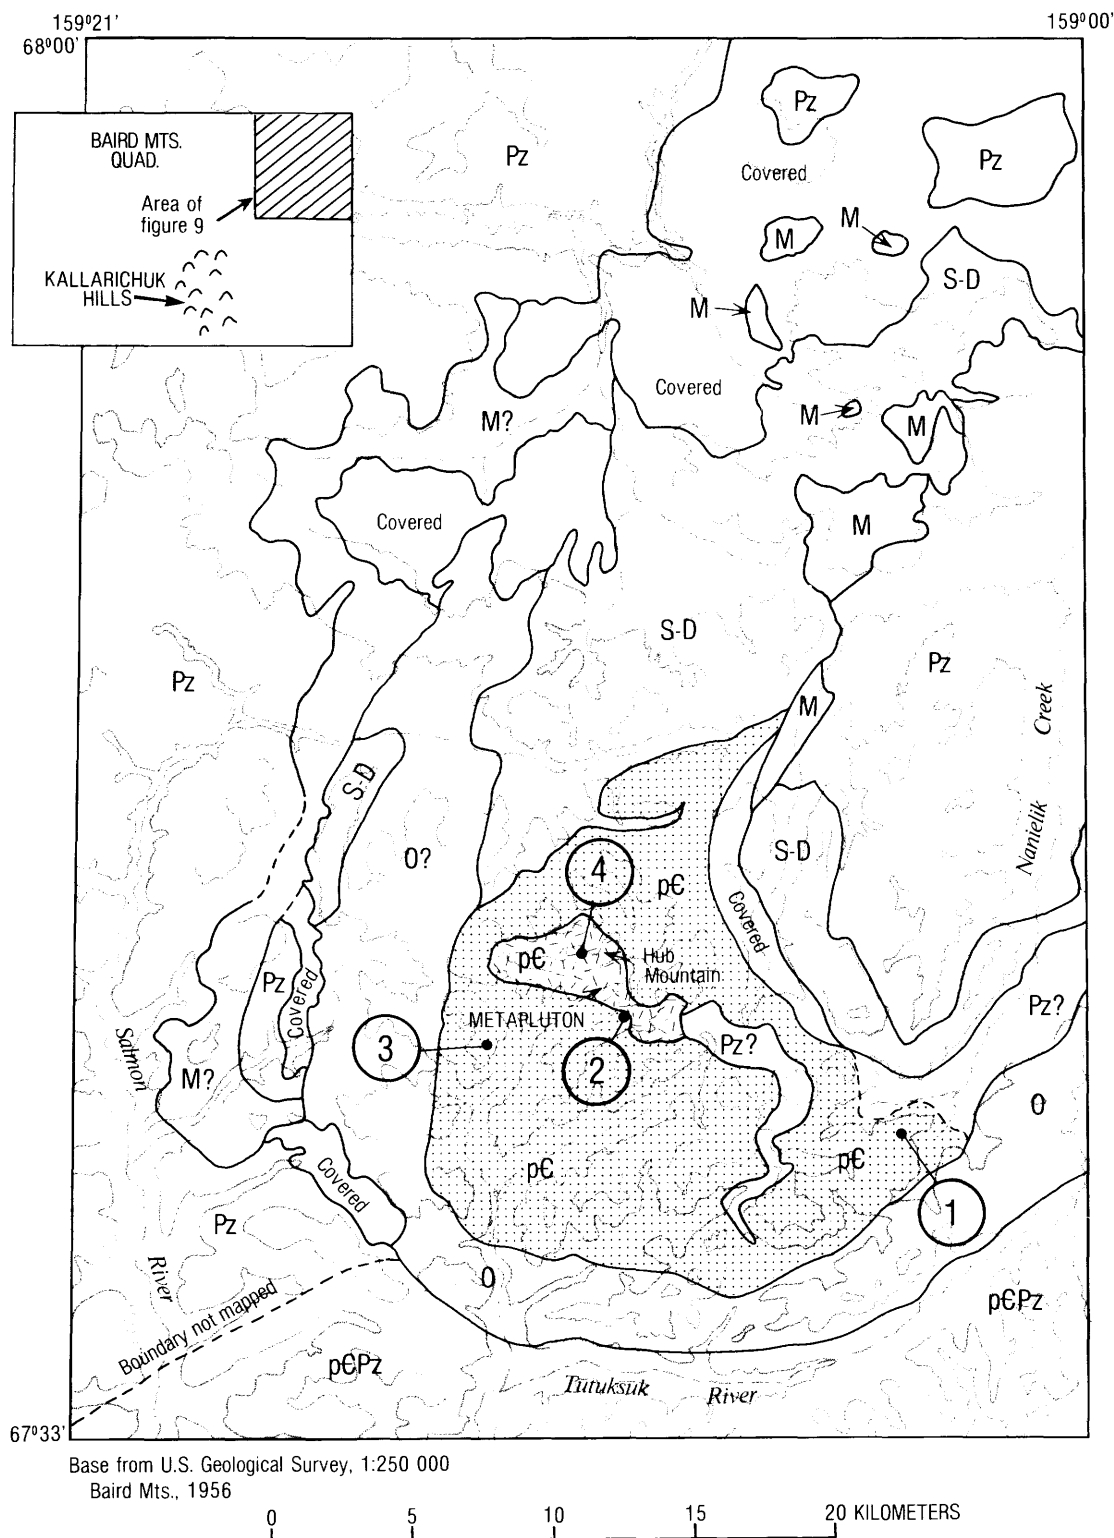 159°21'
159°00'
68°00'
BAIRD MTS.
QUAD.
Area of
figure 9
KALLARICHUK
HILLS
Pz
Pz
Pz
Covered
M
M
S-D
M
Covered
M
M
M?
Covered
M
S-D
Pz
Pz
M
Nanielik Creek
S-D
O?
S-D
4
pЄ
Covered
pЄ
Hub
Mountain
Pz
Covered
METAPLUTON
Pz?
Salmon
3
2
Pz?
M?
O
pЄ
pЄ
Covered
1
Pz
River
O
Boundary not mapped
pЄPz
pЄPz
Tutuksuk River
67°33'
Base from U.S. Geological Survey, 1:250 000
Baird Mts., 1956
0 5 10 15 20 KILOMETERS